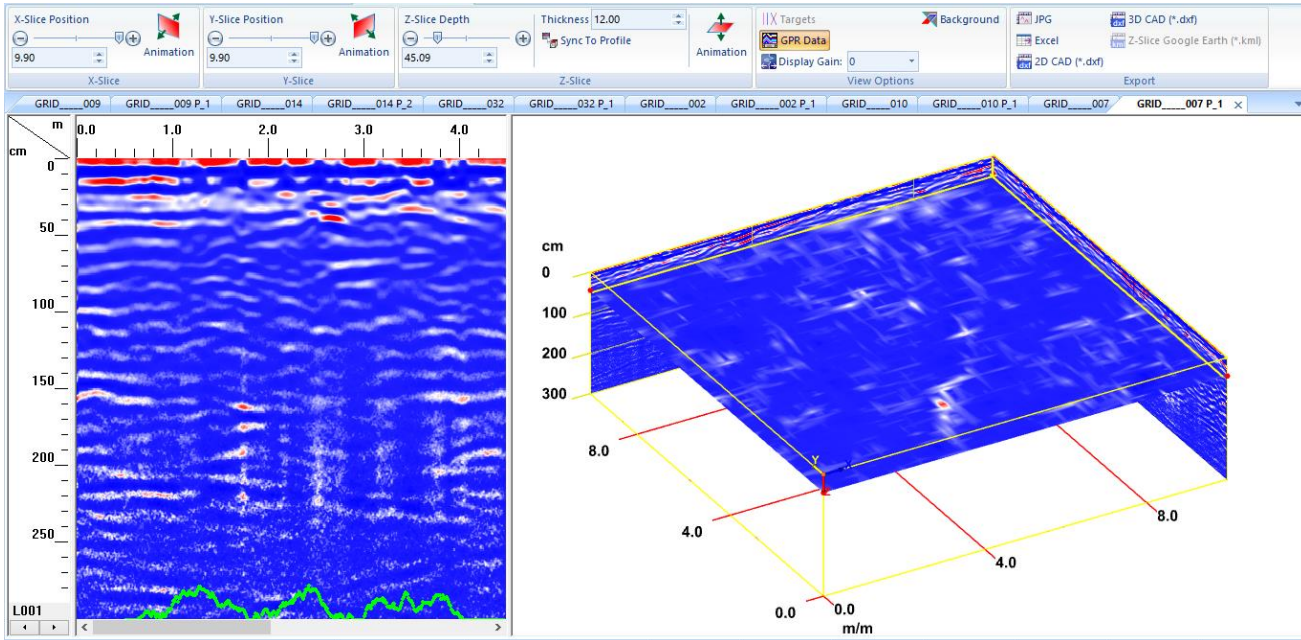 X-Slice Position
9.90
Animation
X-Slice
Y-Slice Position
9.90
Animation
Y-Slice
Z-Slice Depth
45.09
Thickness 12.00
Sync To Profile
Animation
Z-Slice
Targets
Background
GPR Data
Display Gain: 0
View Options
JPG
Excel
2D CAD (*.dxf)
3D CAD (*.dxf)
Z-Slice Google Earth (*.kml)
Export
GRID_____009 GRID_____009 P_1 GRID_____014 GRID_____014 P_2 GRID_____032 GRID_____032 P_1 GRID_____002 GRID_____002 P_1 GRID_____010 GRID_____010 P_1 GRID_____007 GRID_____007 P_1
m 0.0 1.0 2.0 3.0 4.0
cm
0
50
100
150
200
250
L001
cm
0
100
200
300
8.0
4.0
0.0
0.0
4.0
8.0
m/m
Y
X